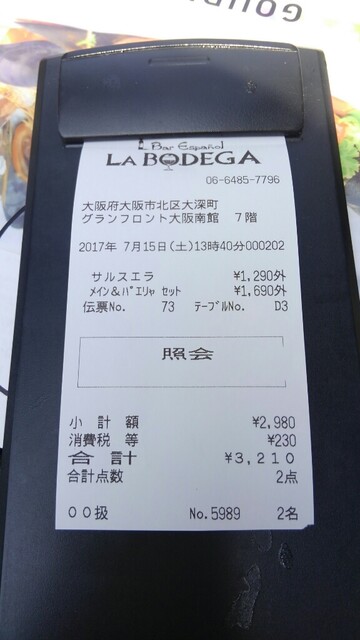 GOURM
Bar Español
LA BODEGA
06-6485-7796
大阪府大阪市北区大深町
グランフロント大阪南館 7階
2017年 7月15日(土)13時40分000202
サルスエラ ¥1,290外
メイン&パエリャ セット ¥1,690外
伝票No. 73 テーブルNo. D3
照会
小計額 ¥2,980
消費税等 ¥230
合計 ¥3,210
合計点数 2点
00扱 No.5989 2名